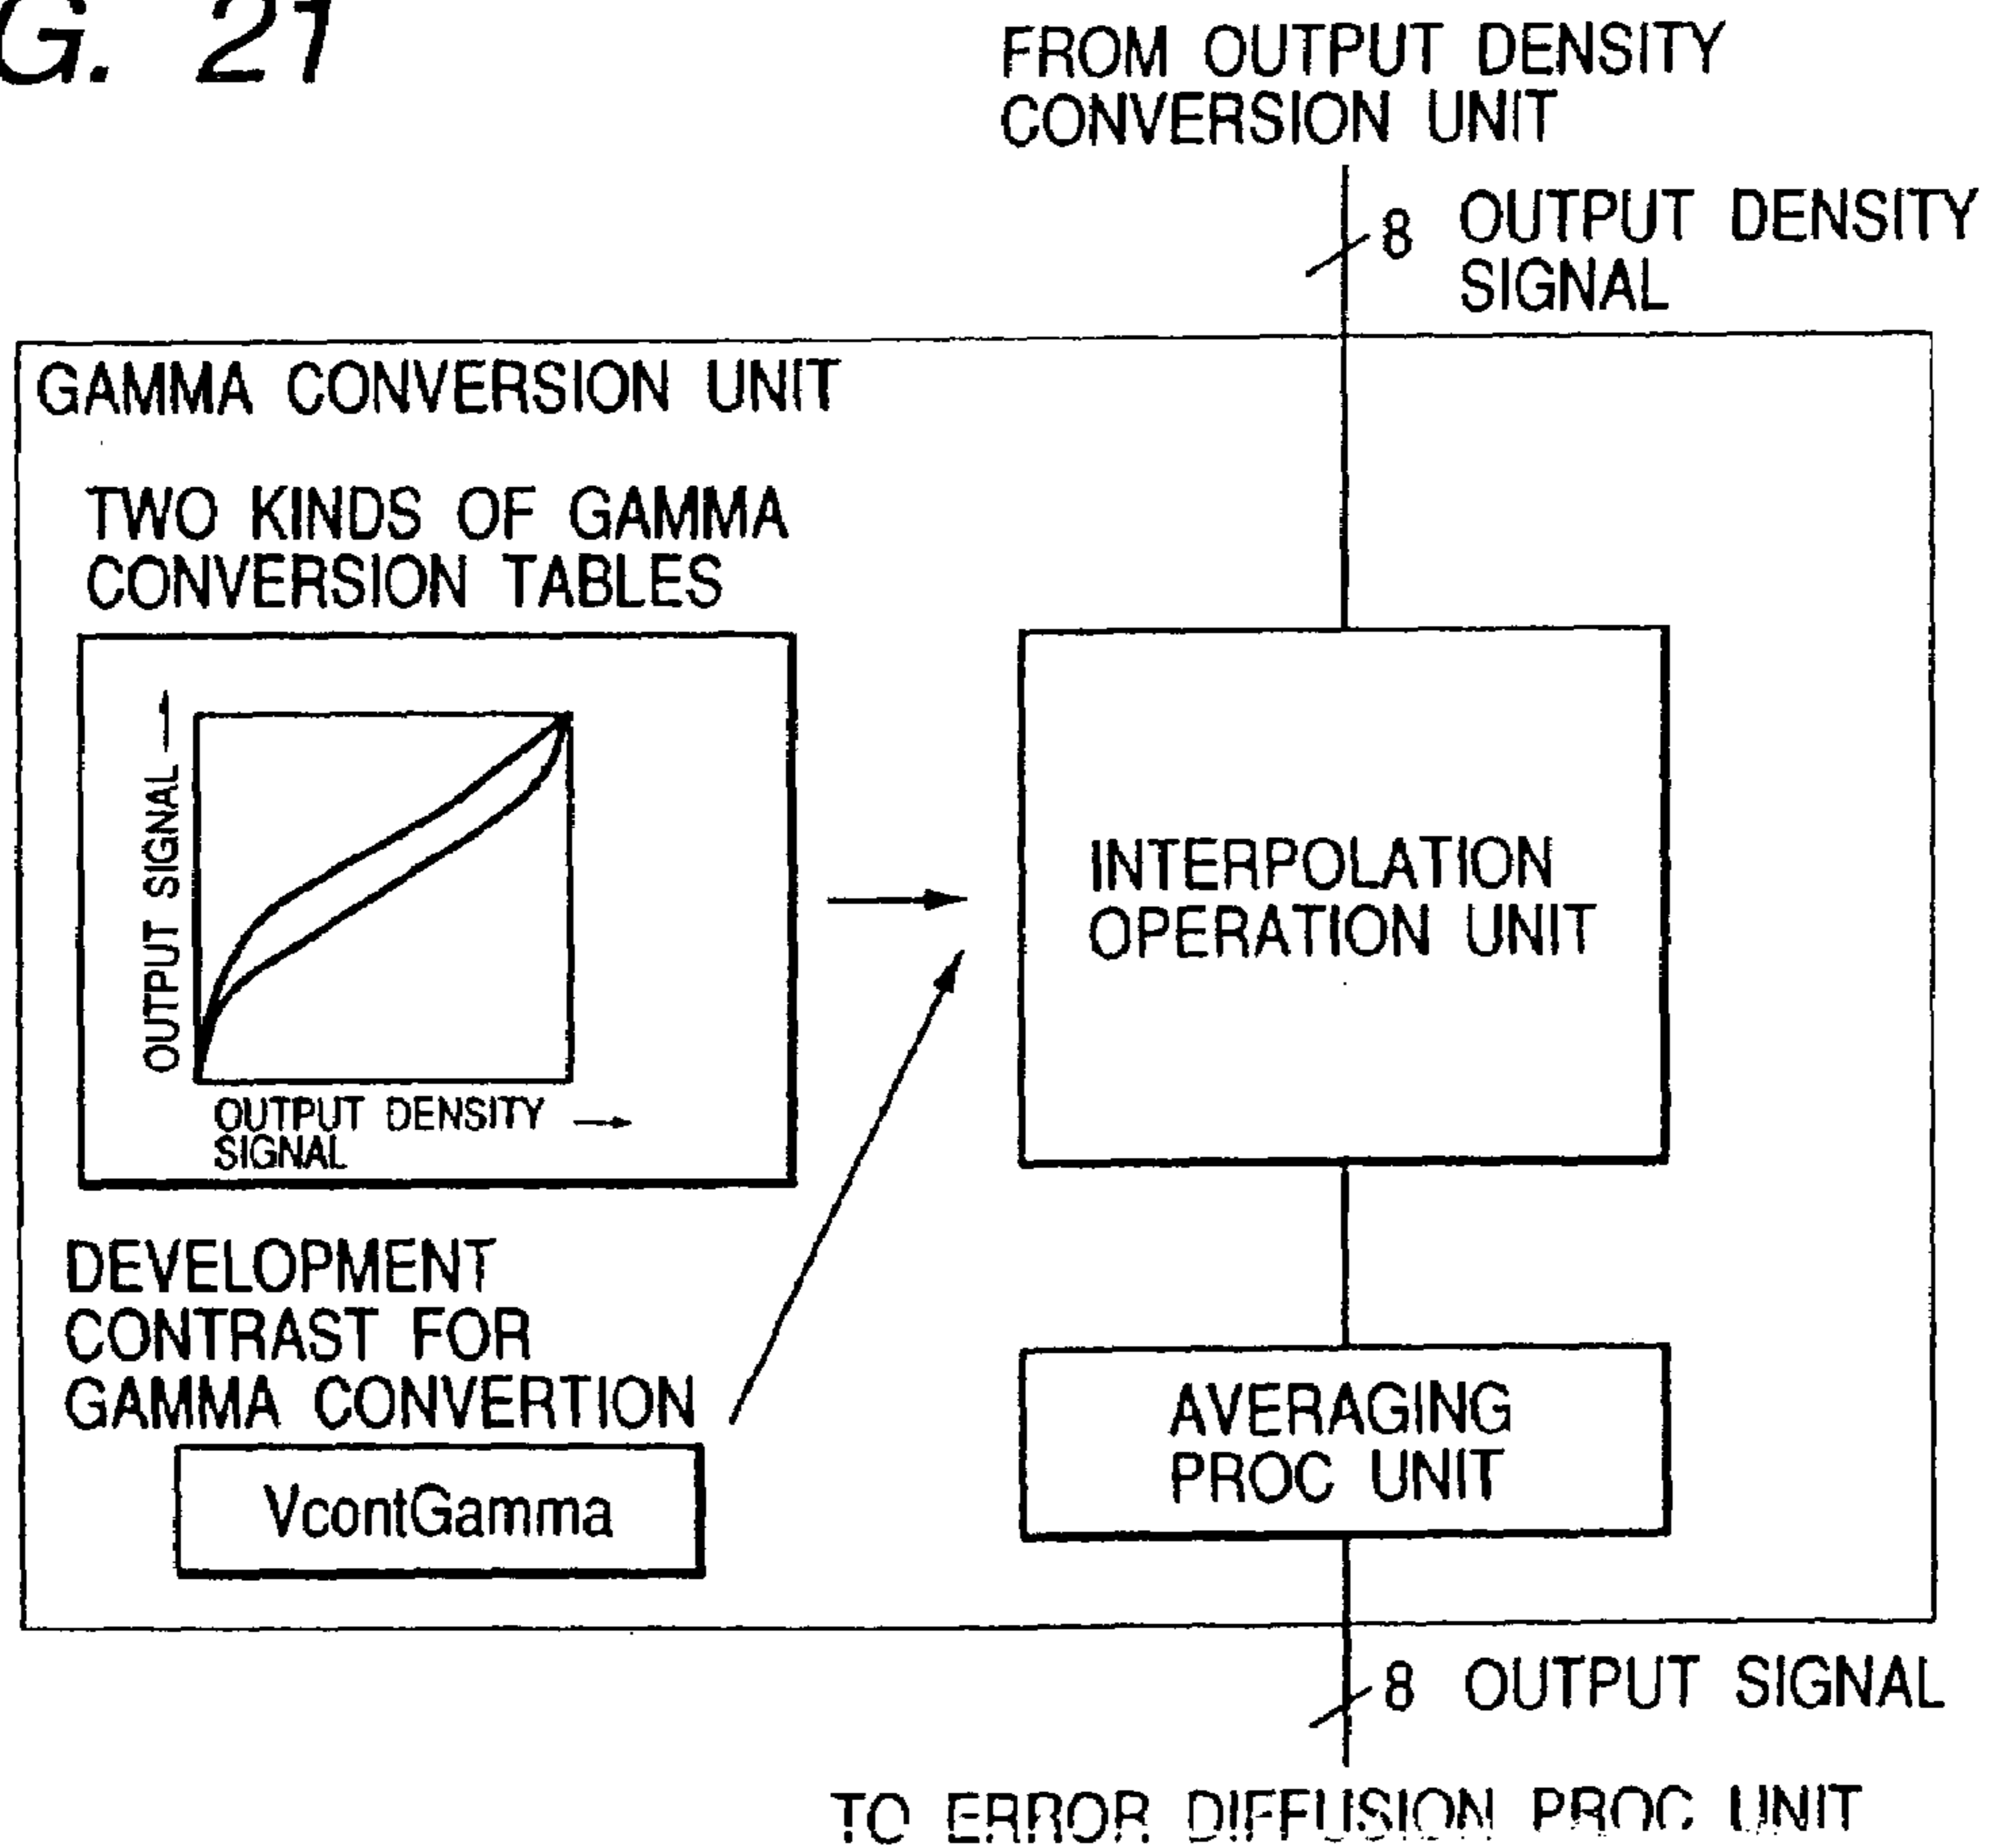 G. 21
FROM OUTPUT DENSITY
CONVERSION UNIT
8 OUTPUT DENSITY
SIGNAL
GAMMA CONVERSION UNIT
TWO KINDS OF GAMMA
CONVERSION TABLES
OUTPUT SIGNAL
OUTPUT DENSITY
SIGNAL
INTERPOLATION
OPERATION UNIT
DEVELOPMENT
CONTRAST FOR
GAMMA CONVERTION
VcontGamma
AVERAGING
PROC UNIT
8 OUTPUT SIGNAL
TO ERROR DIFFUSION PROC UNIT